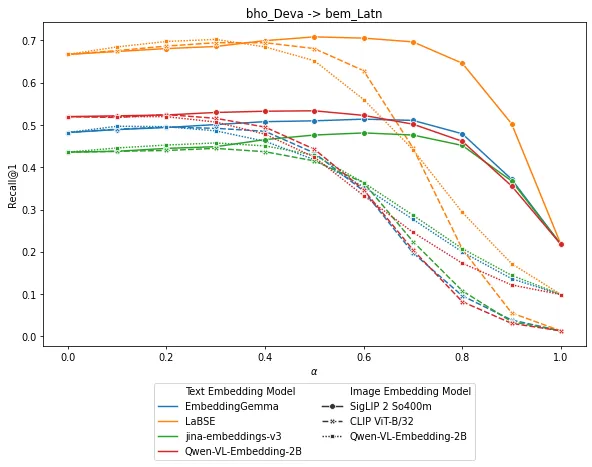 bho_Deva -> bem_Latn
Recall@1
0.7
0.6
0.5
0.4
0.3
0.2
0.1
0.0
0.0 0.2 0.4 0.6 0.8 1.0
α
Text Embedding Model Image Embedding Model
EmbeddingGemma SigLIP 2 So400m
LaBSE CLIP ViT-B/32
jina-embeddings-v3 Qwen-VL-Embedding-2B
Qwen-VL-Embedding-2B